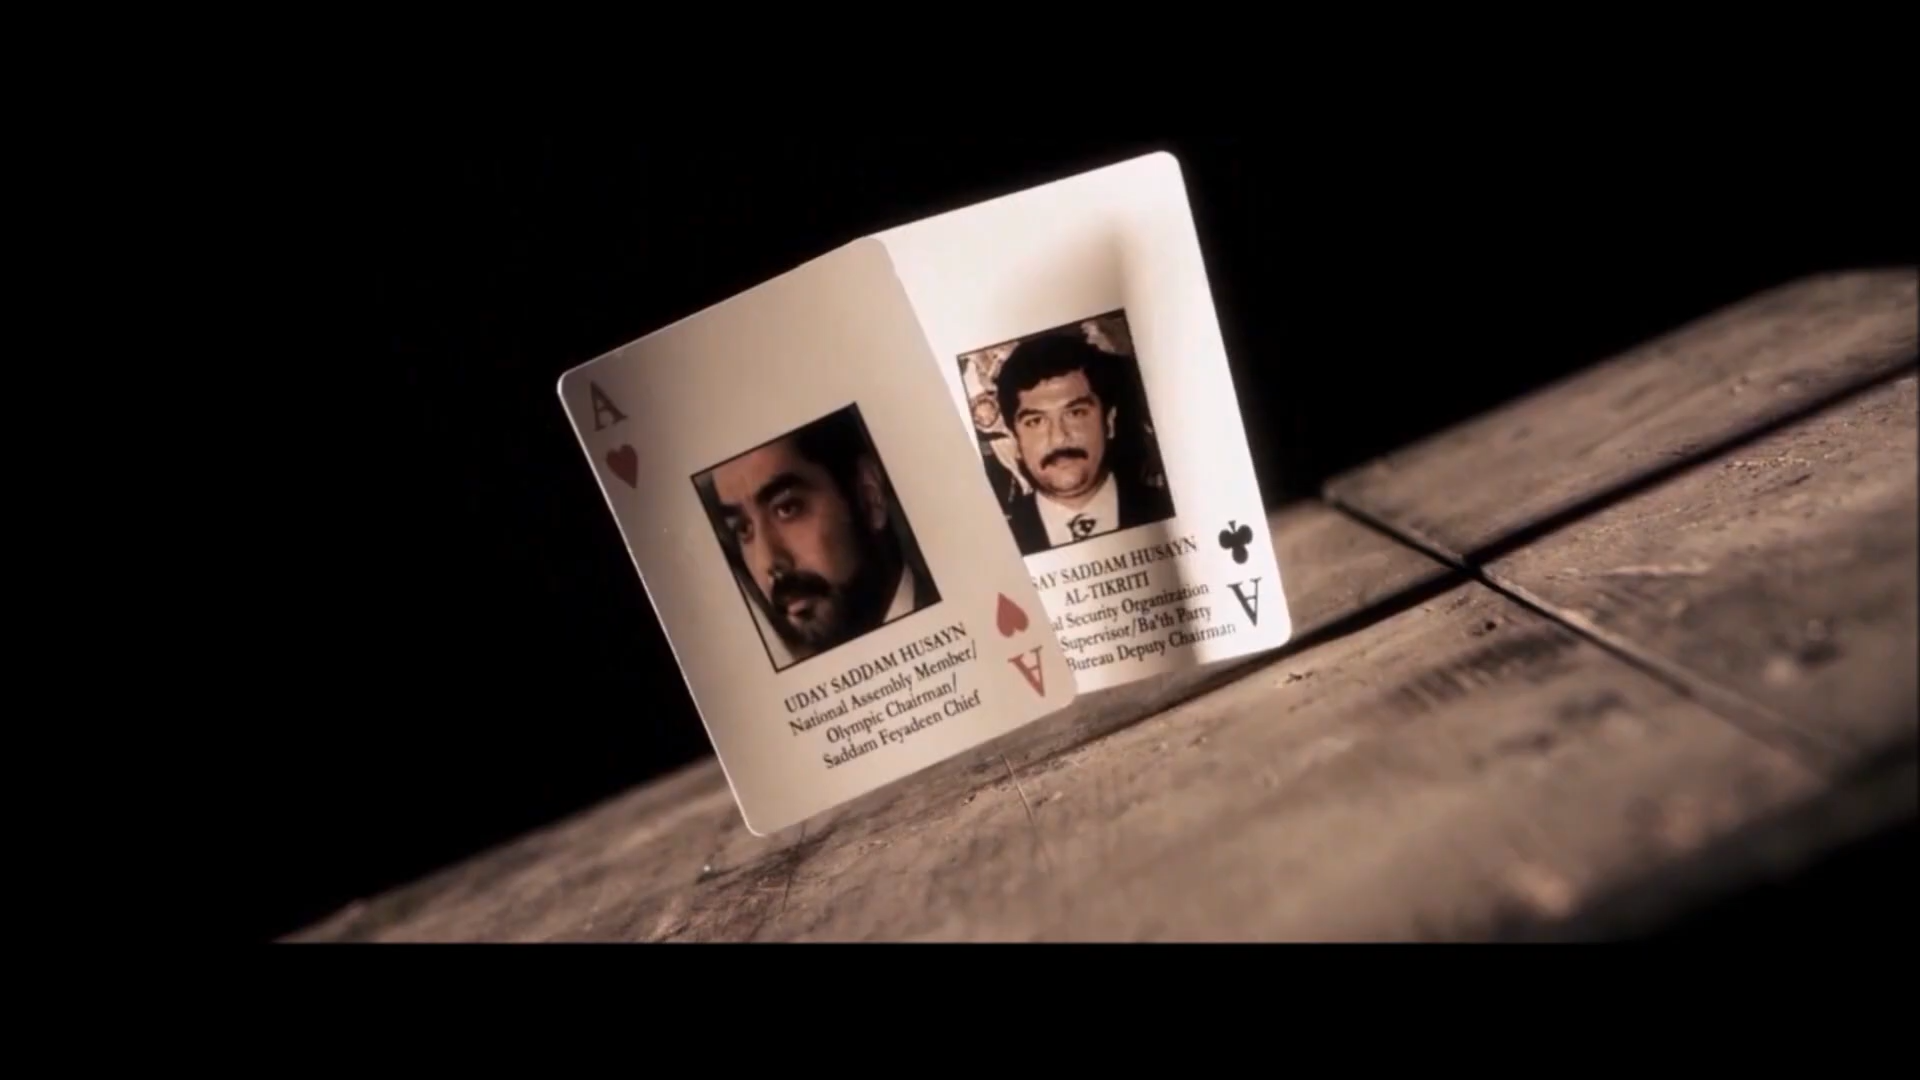 A
UDAY SADDAM HUSAYN
National Assembly Member/
Olympic Chairman/
Saddam Feyadeen Chief
A
SADDAM HUSAYN
AL-TIKRITI
Security Organization
Supervisor/Ba'th Party
Bureau Deputy Chairman
A